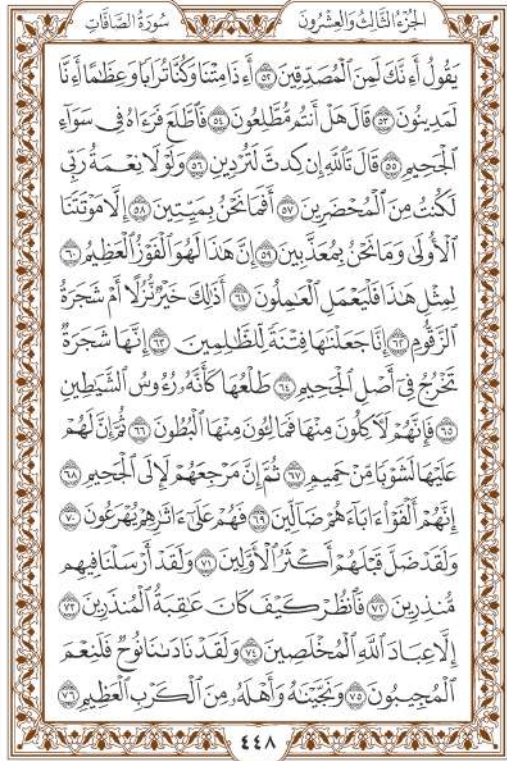 الجُزْءُ الثَّالِثُ وَالعِشْرُونَ
سُورَةُ الصَّافَّاتِ
يَقُولُ أَءِنَّكَ لَمِنَ ٱلْمُصَدِّقِينَ ٥٢ أَءِذَا مِتْنَا وَكُنَّا تُرَابًا وَعِظَٰمًا أَءِنَّا
لَمَدِينُونَ ٥٣ قَالَ هَلْ أَنتُم مُّطَّلِعُونَ ٥٤ فَٱطَّلَعَ فَرَءَاهُ فِي سَوَآءِ
ٱلْجَحِيمِ ٥٥ قَالَ تَٱللَّهِ إِن كِدتَّ لَتُرْدِينِ ٥٦ وَلَوْلَا نِعْمَةُ رَبِّي
لَكُنتُ مِنَ ٱلْمُحْضَرِينَ ٥٧ أَفَمَا نَحْنُ بِمَيِّتِينَ ٥٨ إِلَّا مَوْتَتَنَا
ٱلْأُولَىٰ وَمَا نَحْنُ بِمُعَذَّبِينَ ٥٩ إِنَّ هَٰذَا لَهُوَ ٱلْفَوْزُ ٱلْعَظِيمُ ٦٠
لِمِثْلِ هَٰذَا فَلْيَعْمَلِ ٱلْعَٰمِلُونَ ٦١ أَذَٰلِكَ خَيْرٌ نُّزُلًا أَمْ شَجَرَةُ
ٱلزَّقُّومِ ٦٢ إِنَّا جَعَلْنَٰهَا فِتْنَةً لِّلظَّٰلِمِينَ ٦٣ إِنَّهَا شَجَرَةٌ
تَخْرُجُ فِيٓ أَصْلِ ٱلْجَحِيمِ ٦٤ طَلْعُهَا كَأَنَّهُۥ رُءُوسُ ٱلشَّيَٰطِينِ
٦٥ فَإِنَّهُمْ لَأٓكِلُونَ مِنْهَا فَمَالِـُٔونَ مِنْهَا ٱلْبُطُونَ ٦٦ ثُمَّ إِنَّ لَهُمْ
عَلَيْهَا لَشَوْبًا مِّنْ حَمِيمٍ ٦٧ ثُمَّ إِنَّ مَرْجِعَهُمْ لَإِلَى ٱلْجَحِيمِ ٦٨
إِنَّهُمْ أَلْفَوْا۟ ءَابَآءَهُمْ ضَآلِّينَ ٦٩ فَهُمْ عَلَىٰٓ ءَاثَٰرِهِمْ يُهْرَعُونَ ٧٠
وَلَقَدْ ضَلَّ قَبْلَهُمْ أَكْثَرُ ٱلْأَوَّلِينَ ٧١ وَلَقَدْ أَرْسَلْنَا فِيهِم
مُّنذِرِينَ ٧٢ فَٱنظُرْ كَيْفَ كَانَ عَٰقِبَةُ ٱلْمُنذَرِينَ ٧٣
إِلَّا عِبَادَ ٱللَّهِ ٱلْمُخْلَصِينَ ٧٤ وَلَقَدْ نَادَىٰنَا نُوحٌ فَلَنِعْمَ
ٱلْمُجِيبُونَ ٧٥ وَنَجَّيْنَٰهُ وَأَهْلَهُۥ مِنَ ٱلْكَرْبِ ٱلْعَظِيمِ ٧٦
٤٤٨